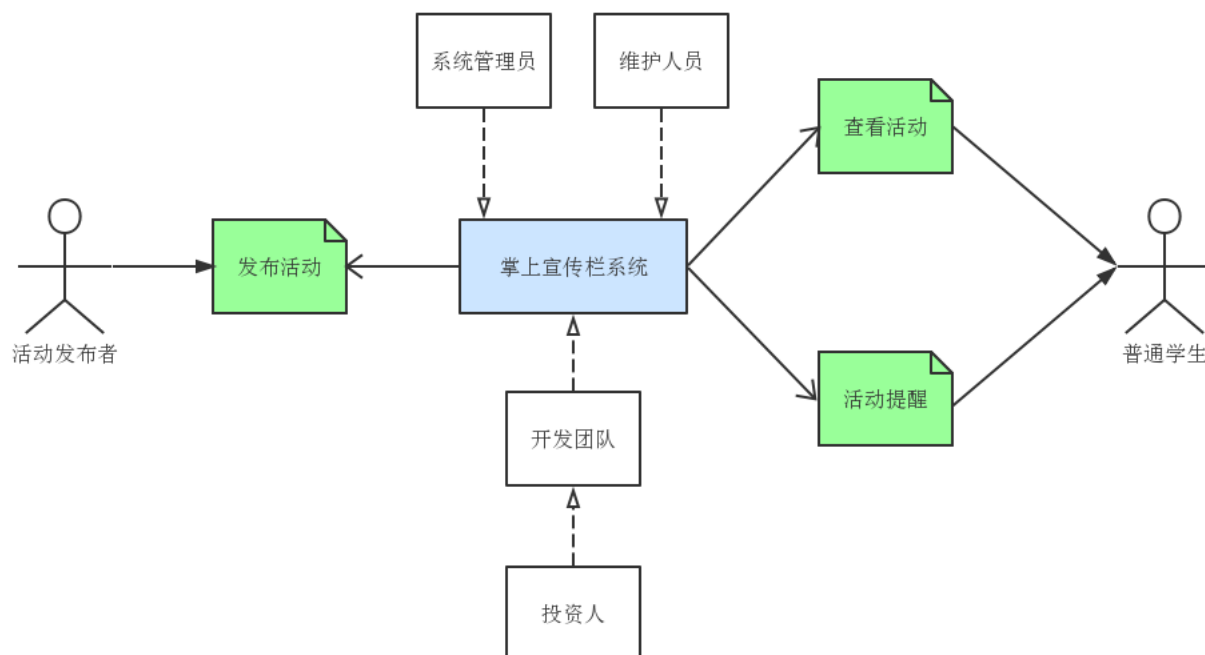 系统管理员
维护人员
查看活动
发布活动
掌上宣传栏系统
活动发布者
普通学生
活动提醒
开发团队
投资人